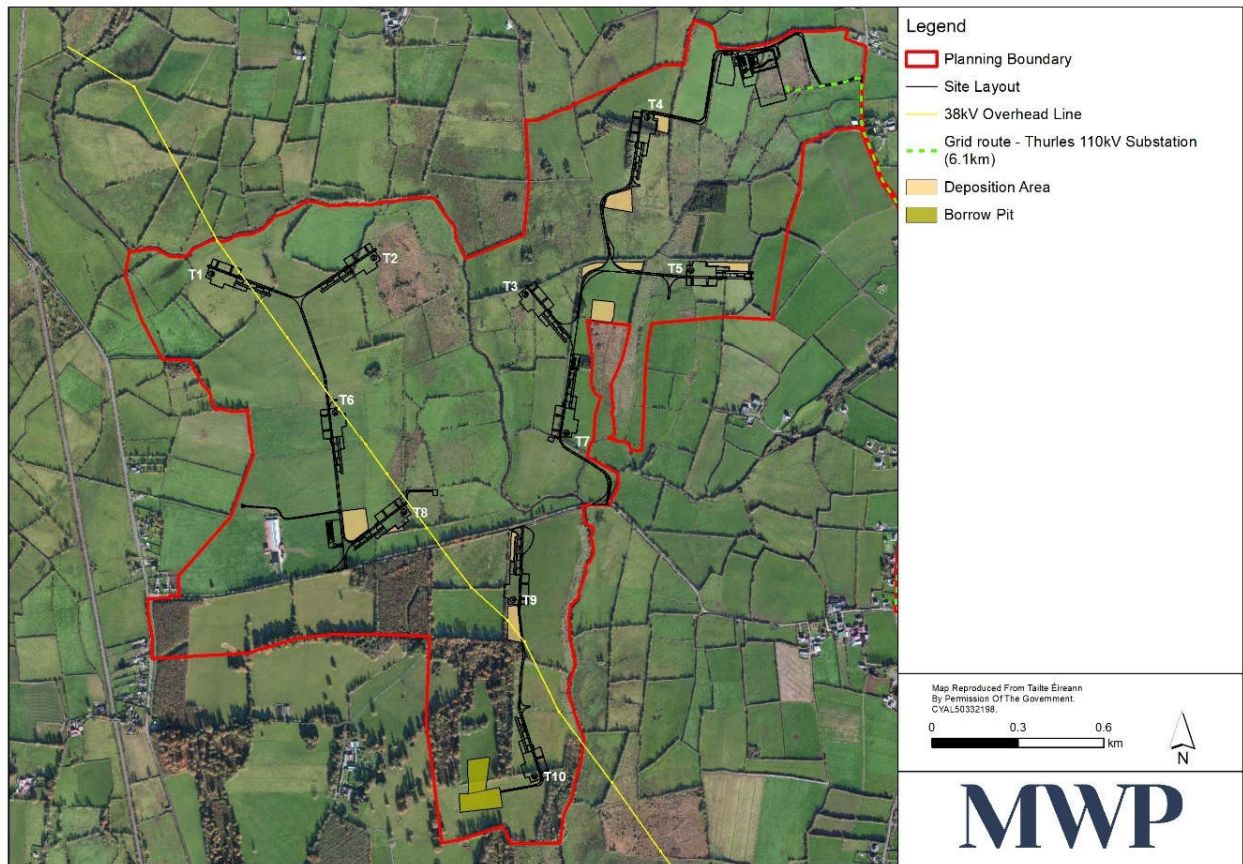 Legend
Planning Boundary
Site Layout
38kV Overhead Line
Grid route - Thurles 110kV Substation
(6.1km)
Deposition Area
Borrow Pit
T4
T2
T1
T5
T3
T6
T7
T8
T9
T10
Map Reproduced From Tailte Éireann
By Permission Of The Government.
CYAL50332198.
0 0.3 0.6
km
N
MWP